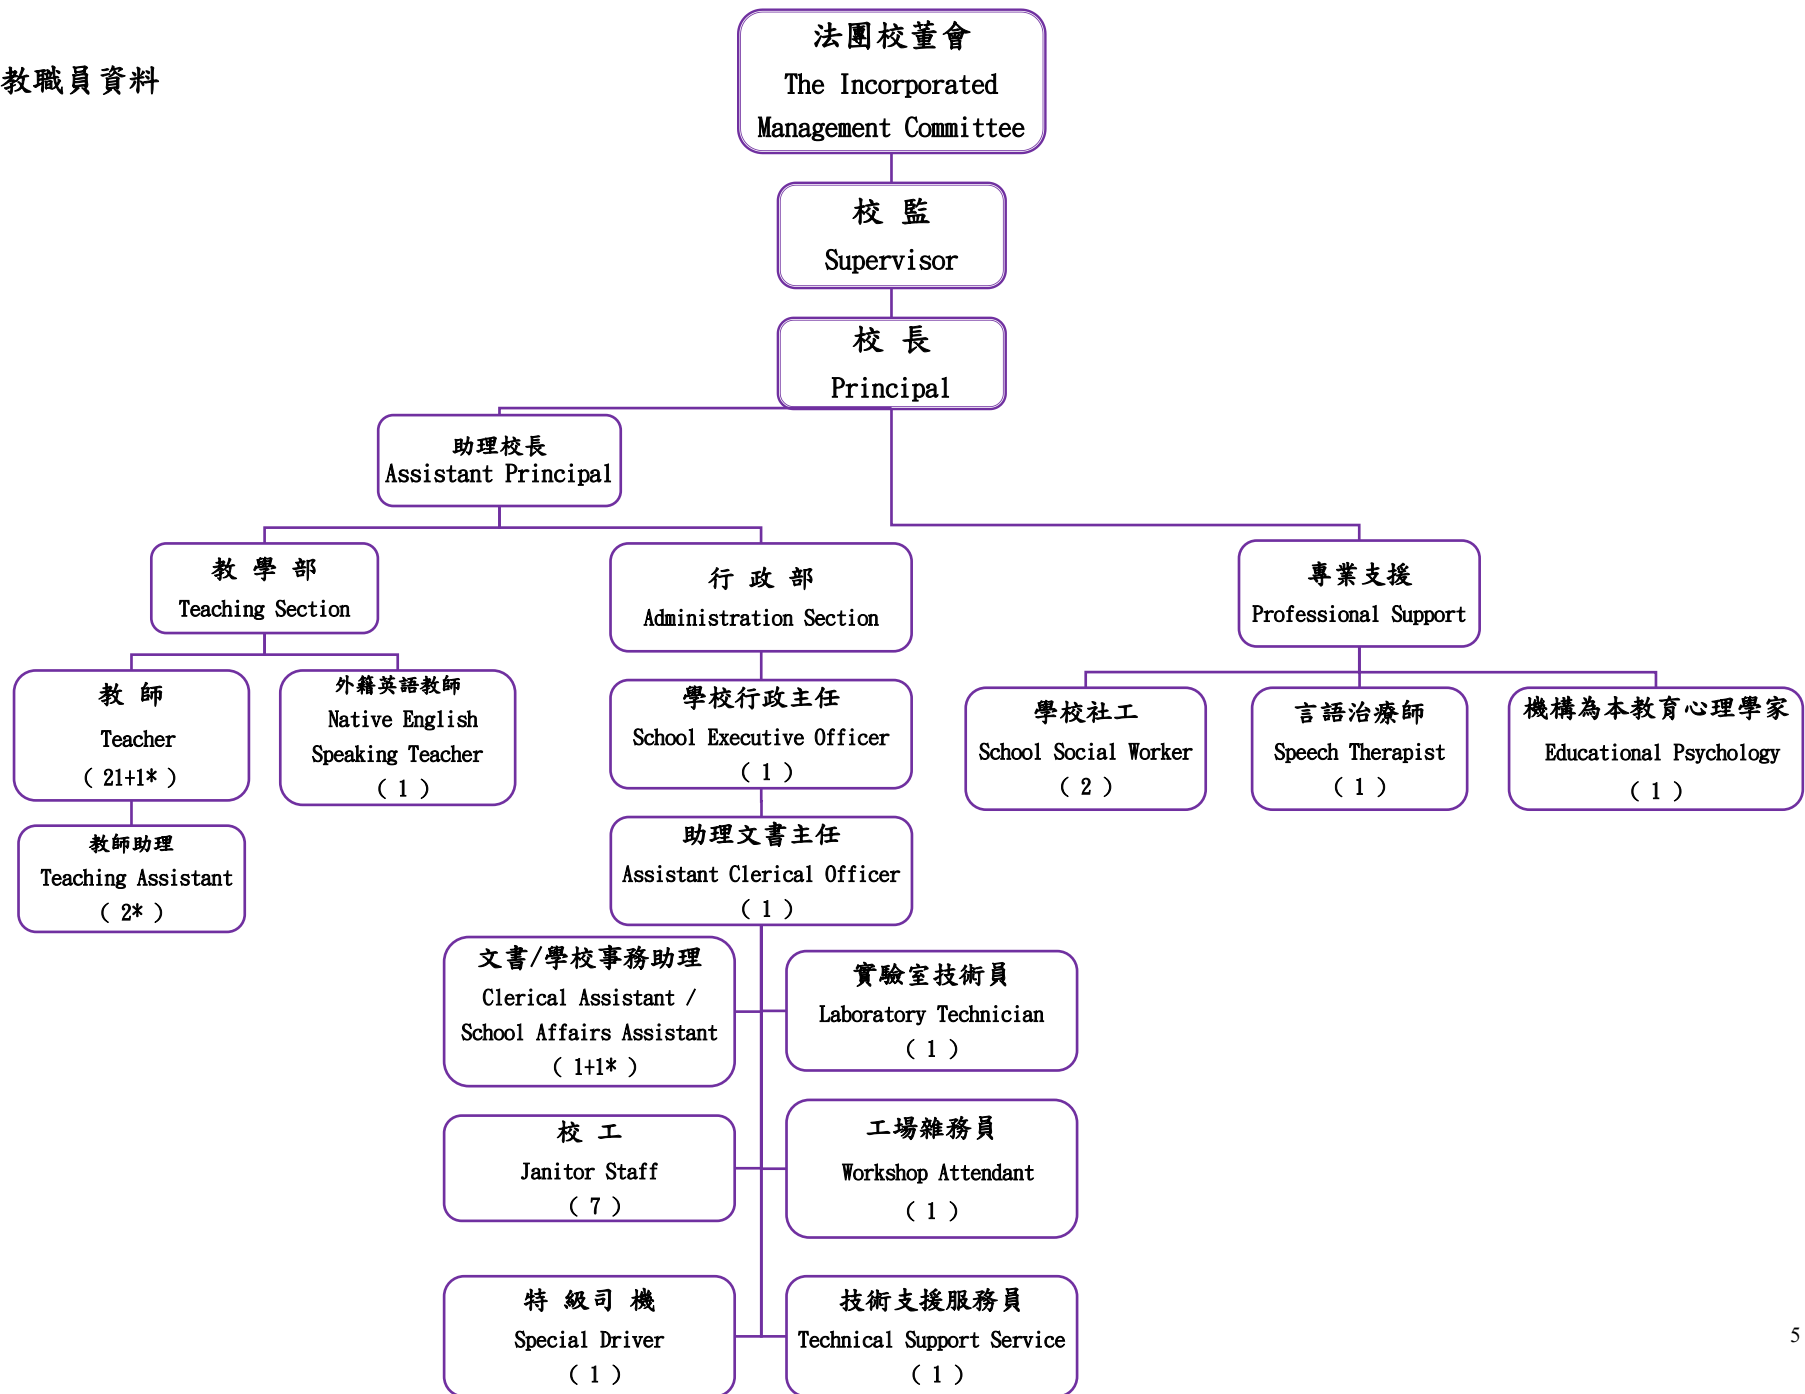 教職員資料
法團校董會
The Incorporated
Management Committee
校 監
Supervisor
校 長
Principal
助理校長
Assistant Principal
教 學 部
Teaching Section
行 政 部
Administration Section
專業支援
Professional Support
教 師
Teacher
( 21+1* )
外籍英語教師
Native English
Speaking Teacher
( 1 )
教師助理
Teaching Assistant
( 2* )
學校行政主任
School Executive Officer
( 1 )
助理文書主任
Assistant Clerical Officer
( 1 )
學校社工
School Social Worker
( 2 )
言語治療師
Speech Therapist
( 1 )
機構為本教育心理學家
Educational Psychology
( 1 )
文書/學校事務助理
Clerical Assistant /
School Affairs Assistant
( 1+1* )
實驗室技術員
Laboratory Technician
( 1 )
校 工
Janitor Staff
( 7 )
工場雜務員
Workshop Attendant
( 1 )
特 級司 機
Special Driver
( 1 )
技術支援服務員
Technical Support Service
( 1 )
5